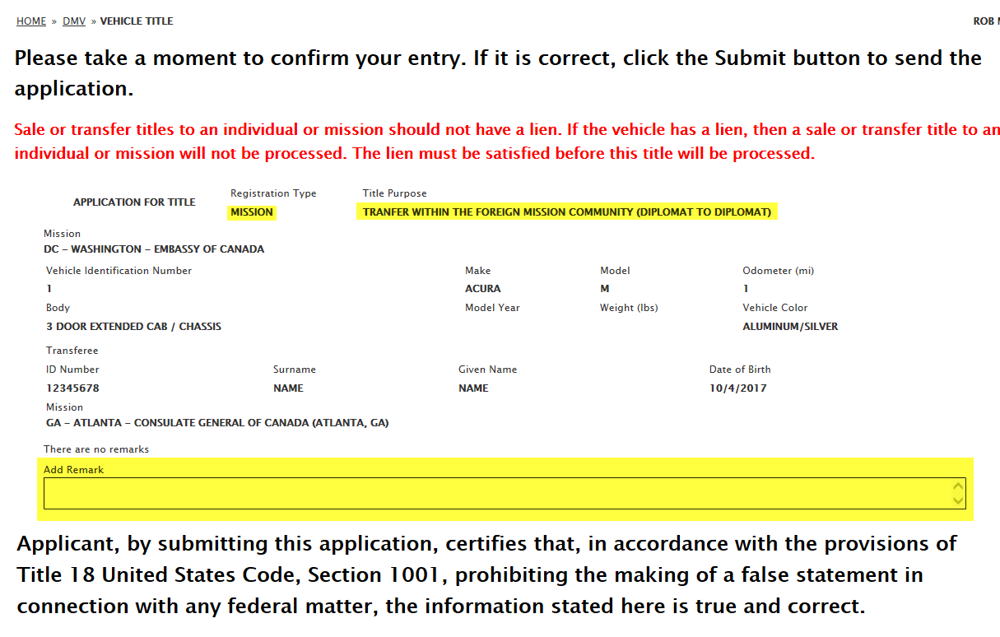 HOME » DMV » VEHICLE TITLE ROB
Please take a moment to confirm your entry. If it is correct, click the Submit button to send the
application.
Sale or transfer titles to an individual or mission should not have a lien. If the vehicle has a lien, then a sale or transfer title to an
individual or mission will not be processed. The lien must be satisfied before this title will be processed.
APPLICATION FOR TITLE Registration Type Title Purpose
MISSION TRANFER WITHIN THE FOREIGN MISSION COMMUNITY (DIPLOMAT TO DIPLOMAT)
Mission
DC - WASHINGTON - EMBASSY OF CANADA
Vehicle Identification Number Make Model Odometer (mi)
1 ACURA M 1
Body Model Year Weight (lbs) Vehicle Color
3 DOOR EXTENDED CAB / CHASSIS ALUMINUM/SILVER
Transferee
ID Number Surname Given Name Date of Birth
12345678 NAME NAME 10/4/2017
Mission
GA - ATLANTA - CONSULATE GENERAL OF CANADA (ATLANTA, GA)
There are no remarks
Add Remark
Applicant, by submitting this application, certifies that, in accordance with the provisions of
Title 18 United States Code, Section 1001, prohibiting the making of a false statement in
connection with any federal matter, the information stated here is true and correct.